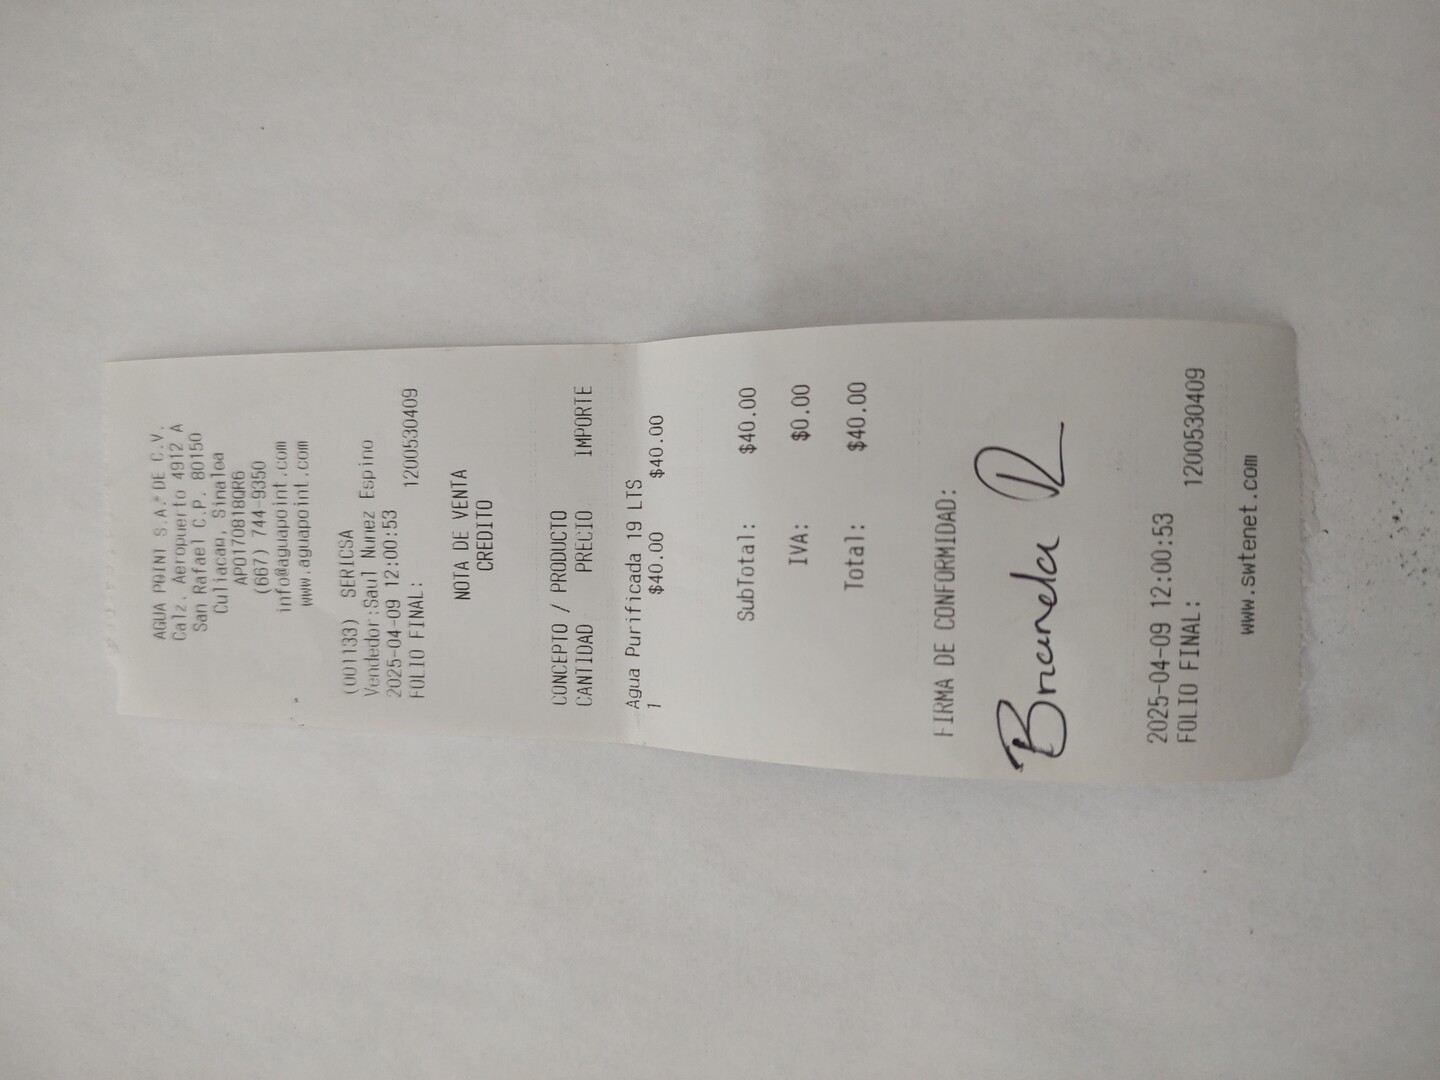 AGUA POINT S.A.* DE C.V.
Calz. Aeropuerto 4912 A
San Rafael C.P. 80150
Culiacan, Sinaloa
APO170818QR6
(667) 744-9350
info@aguapoint.com
www.aguapoint.com
(001133) SERICSA
Vendedor:Saul Nunez Espino
2025-04-09 12:00:53
FOLIO FINAL: 1200530409
NOTA DE VENTA
CREDITO
CONCEPTO / PRODUCTO
CANTIDAD PRECIO IMPORTE
Agua Purificada 19 LTS
1 $40.00 $40.00
SubTotal: $40.00
IVA: $0.00
Total: $40.00
FIRMA DE CONFORMIDAD:
Brianda R
2025-04-09 12:00:53
FOLIO FINAL: 1200530409
www.swtenet.com